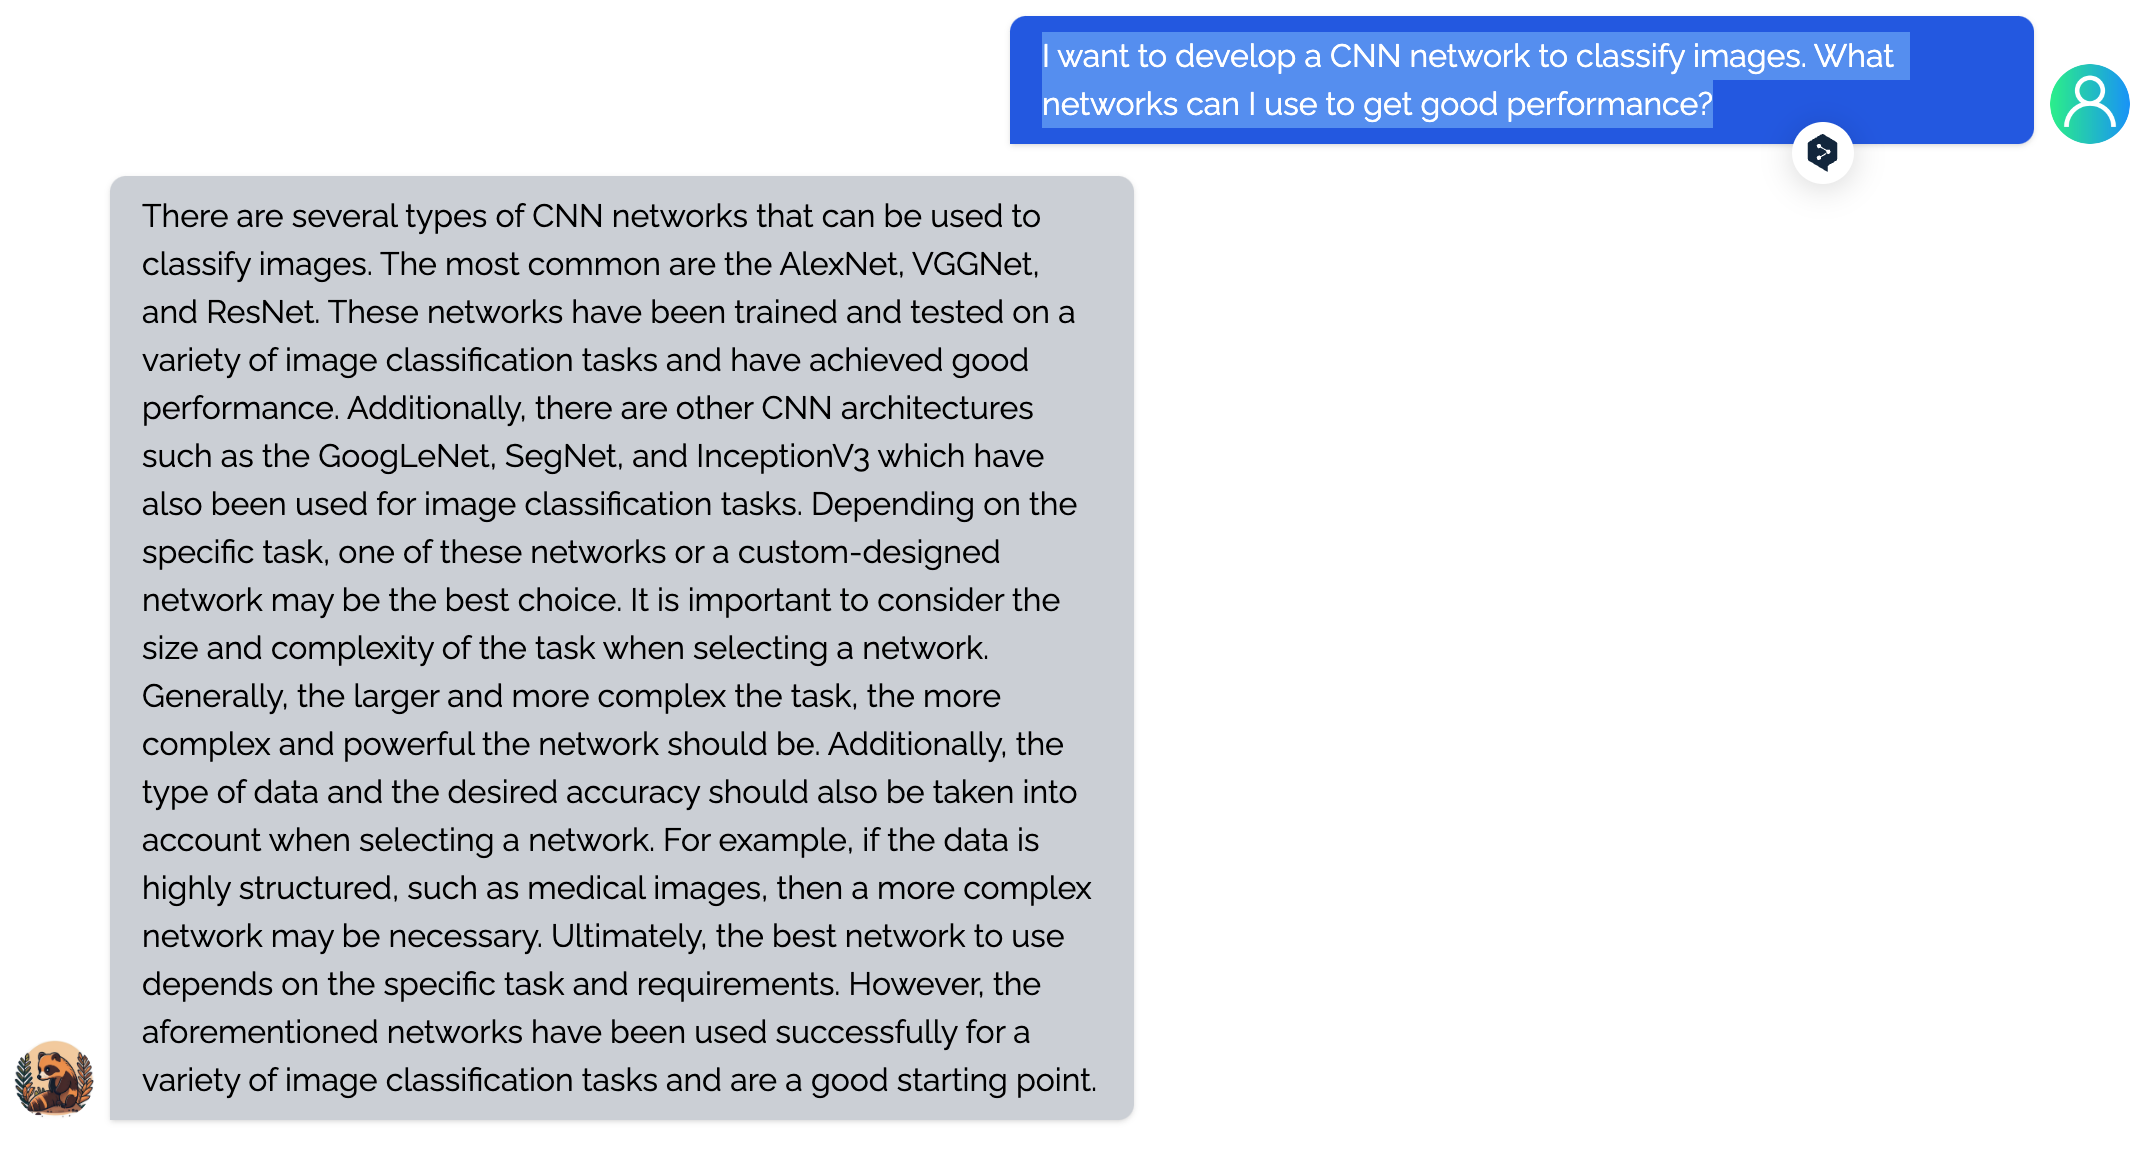 I want to develop a CNN network to classify images. What
networks can I use to get good performance?
There are several types of CNN networks that can be used to
classify images. The most common are the AlexNet, VGGNet,
and ResNet. These networks have been trained and tested on a
variety of image classification tasks and have achieved good
performance. Additionally, there are other CNN architectures
such as the GoogLeNet, SegNet, and InceptionV3 which have
also been used for image classification tasks. Depending on the
specific task, one of these networks or a custom-designed
network may be the best choice. It is important to consider the
size and complexity of the task when selecting a network.
Generally, the larger and more complex the task, the more
complex and powerful the network should be. Additionally, the
type of data and the desired accuracy should also be taken into
account when selecting a network. For example, if the data is
highly structured, such as medical images, then a more complex
network may be necessary. Ultimately, the best network to use
depends on the specific task and requirements. However, the
aforementioned networks have been used successfully for a
variety of image classification tasks and are a good starting point.